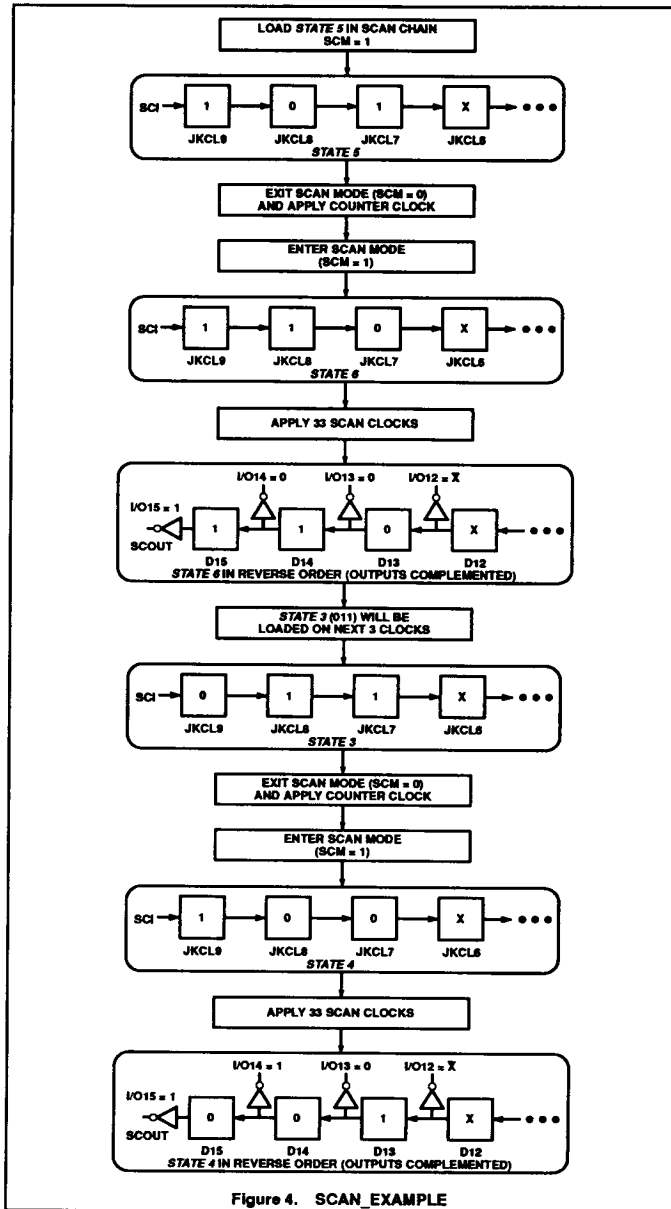 LOAD STATE 5 IN SCAN CHAIN
SCM = 1
SCI 1 0 1 X
JKCL9 JKCL8 JKCL7 JKCL6
STATE 5
EXIT SCAN MODE (SCM = 0)
AND APPLY COUNTER CLOCK
ENTER SCAN MODE
(SCM = 1)
SCI 1 1 0 X
JKCL9 JKCL8 JKCL7 JKCL6
STATE 6
APPLY 33 SCAN CLOCKS
I/O14 = 0 I/O13 = 0 I/O12 = X̅
I/O15 = 1
1 1 0 X
SCOUT
D15 D14 D13 D12
STATE 6 IN REVERSE ORDER (OUTPUTS COMPLEMENTED)
STATE 3 (011) WILL BE
LOADED ON NEXT 3 CLOCKS
SCI 0 1 1 X
JKCL9 JKCL8 JKCL7 JKCL6
STATE 3
EXIT SCAN MODE (SCM = 0)
AND APPLY COUNTER CLOCK
ENTER SCAN MODE
(SCM = 1)
SCI 1 0 0 X
JKCL9 JKCL8 JKCL7 JKCL6
STATE 4
APPLY 33 SCAN CLOCKS
I/O14 = 1 I/O13 = 0 I/O12 = X̅
I/O15 = 1
0 0 1 X
SCOUT
D15 D14 D13 D12
STATE 4 IN REVERSE ORDER (OUTPUTS COMPLEMENTED)
Figure 4. SCAN_EXAMPLE